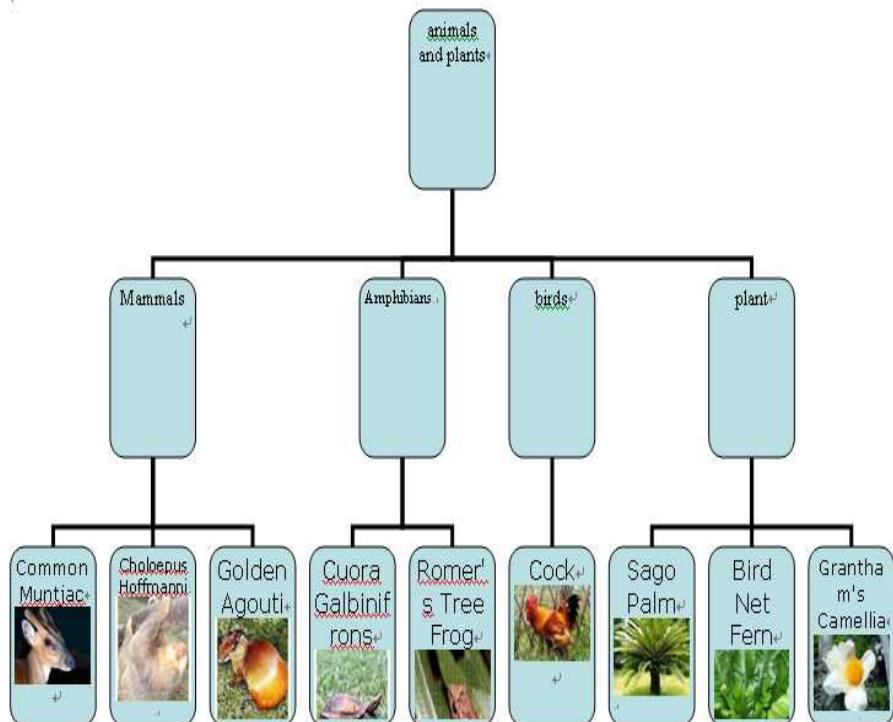 animals
and plants
Mammals
Amphibians
birds
plant
Common
Muntiac
Choloepus
Hoffmanni
Golden
Agouti
Cuora
Galbinif
rons
Romer'
s Tree
Frog
Cock
Sago
Palm
Bird
Net
Fern
Grantha
m's
Camellia